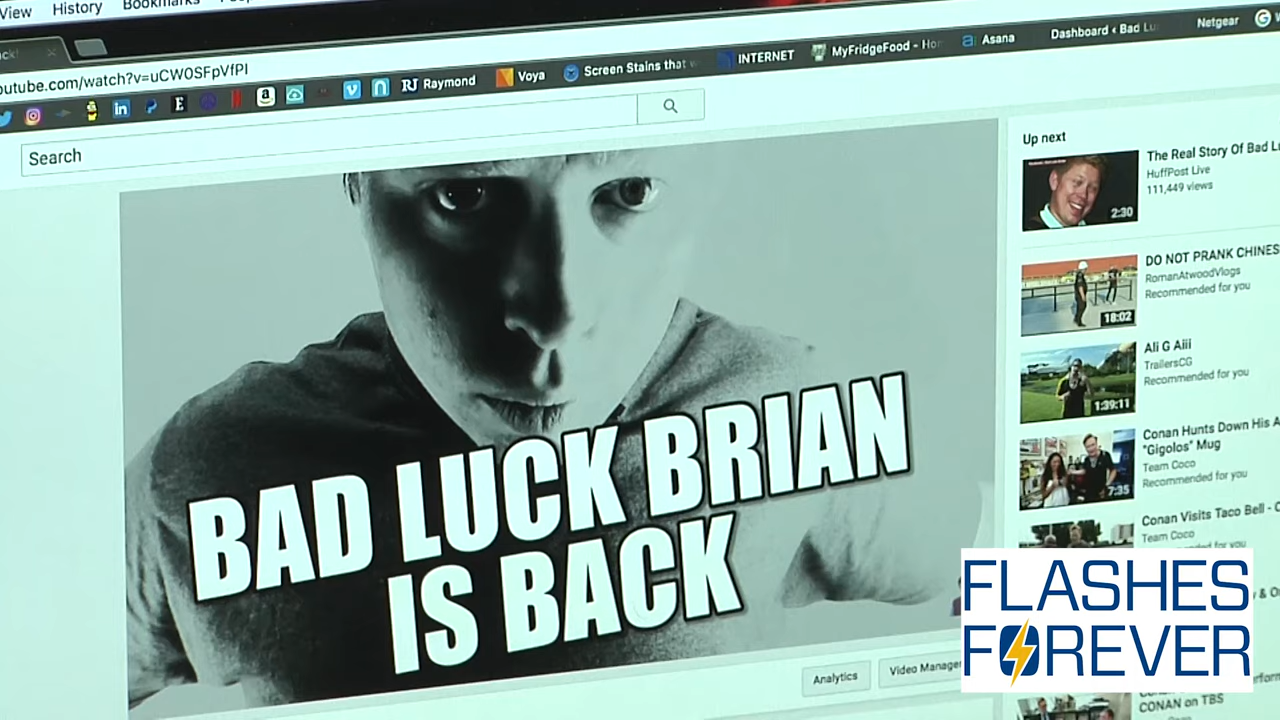 View History Bookmarks
outube.com/watch?v=uCW0SFpVfPI
RJ Raymond Voya Screen Stains that INTERNET MyFridgeFood - Hom Asana Dashboard ‹ Bad Lu Netgear
Search
BAD LUCK BRIAN
IS BACK
Analytics Video Manager
Up next
The Real Story Of Bad L
HuffPost Live
111,449 views
2:30
DO NOT PRANK CHINES
RomanAtwoodVlogs
Recommended for you
18:02
Ali G Aiii
TrailersCG
Recommended for you
1:39:11
Conan Hunts Down His A
"Gigolos" Mug
Team Coco
Recommended for you
7:35
Conan Visits Taco Bell - C
Team Coco
CONAN on TBS
FLASHES
FOREVER